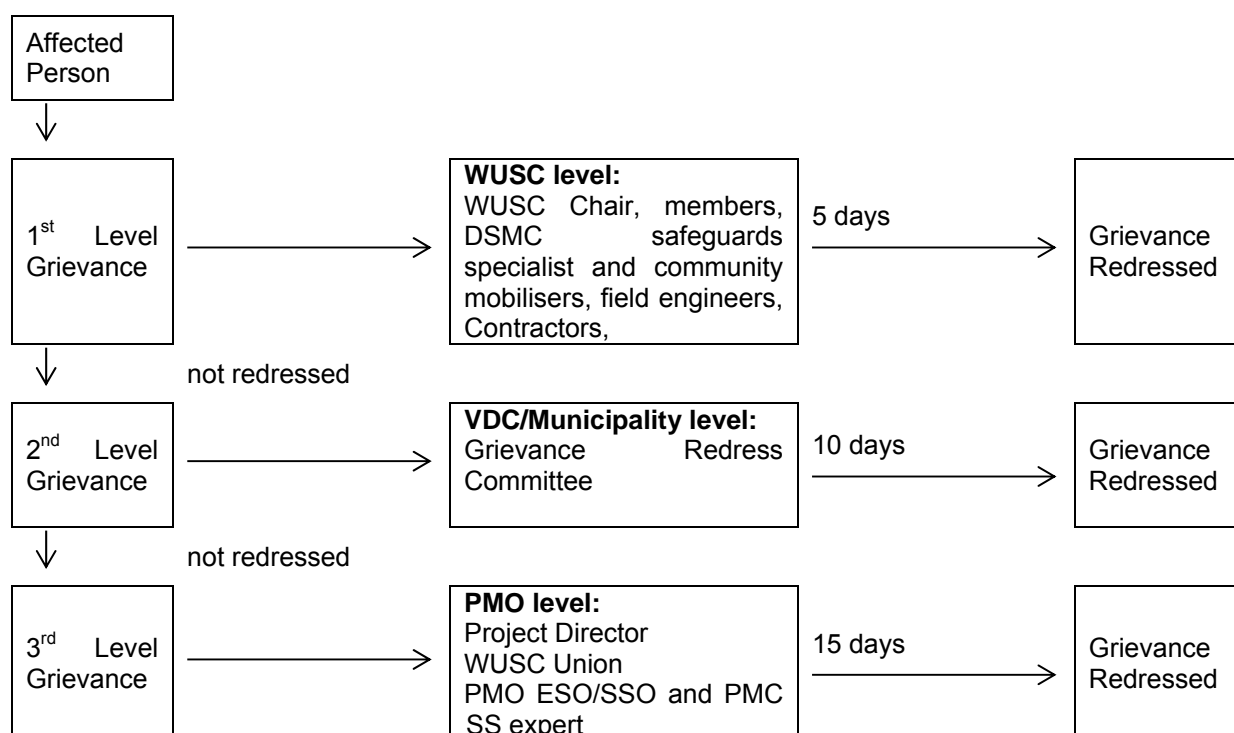 Affected
Person
1st Level
Grievance
WUSC level:
WUSC Chair, members,
DSMC safeguards
specialist and community
mobilisers, field engineers,
Contractors,
5 days
Grievance
Redressed
not redressed
2nd Level
Grievance
VDC/Municipality level:
Grievance Redress
Committee
10 days
Grievance
Redressed
not redressed
3rd Level
Grievance
PMO level:
Project Director
WUSC Union
PMO ESO/SSO and PMC
SS expert
15 days
Grievance
Redressed